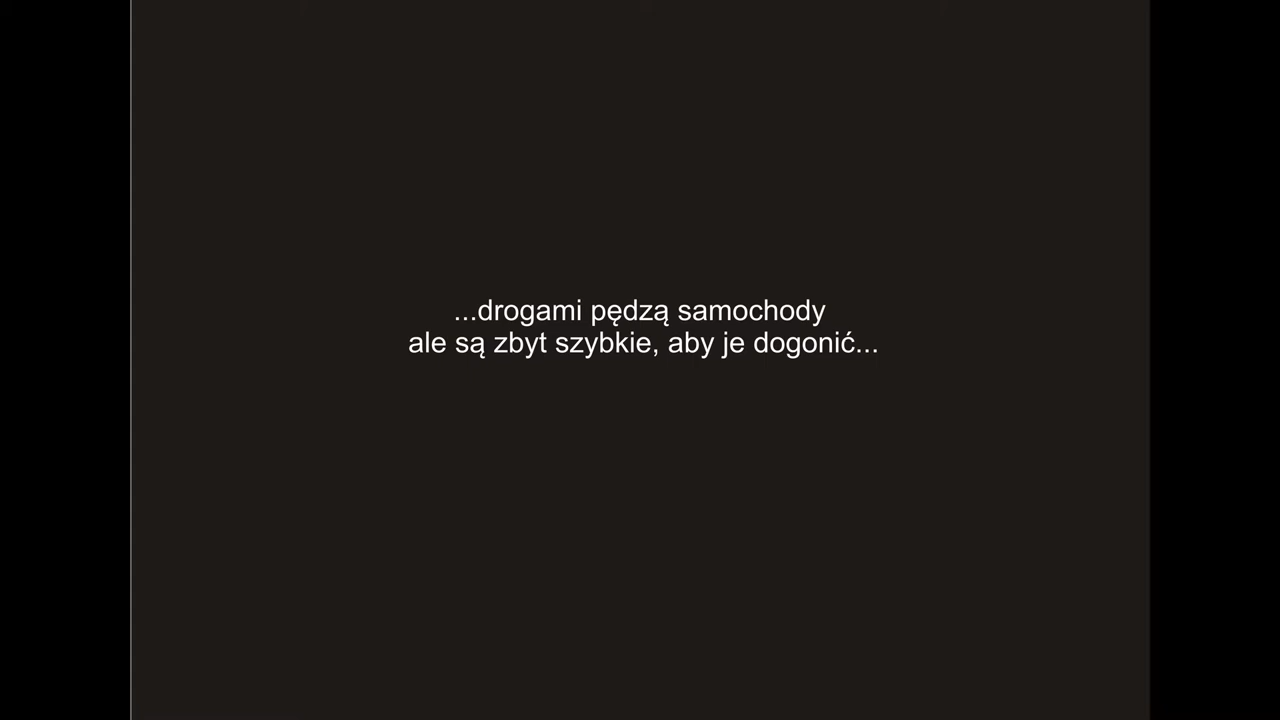 ...drogami pędzą samochody
ale są zbyt szybkie, aby je dogonić...